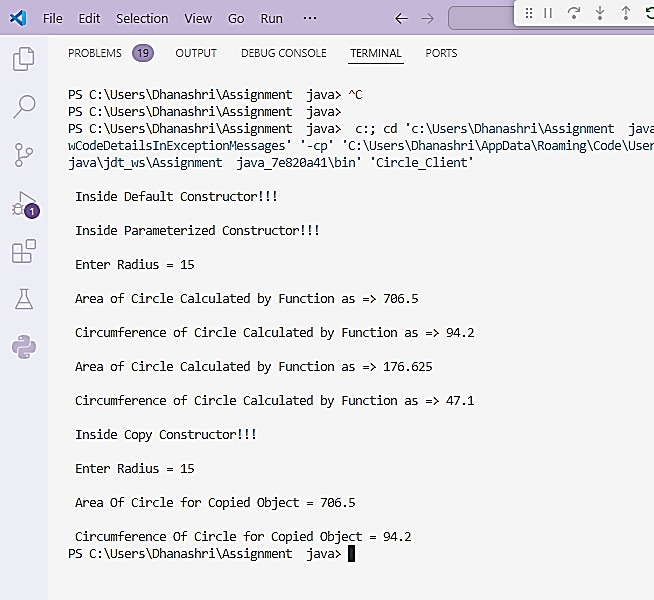 File Edit Selection View Go Run ···
PROBLEMS 19 OUTPUT DEBUG CONSOLE TERMINAL PORTS
PS C:\Users\Dhanashri\Assignment  java> ^C
PS C:\Users\Dhanashri\Assignment  java>
PS C:\Users\Dhanashri\Assignment  java>  c:; cd 'c:\Users\Dhanashri\Assignment  java
wCodeDetailsInExceptionMessages' '-cp' 'C:\Users\Dhanashri\AppData\Roaming\Code\User
java\jdt_ws\Assignment  java_7e820a41\bin' 'Circle_Client'
1
Inside Default Constructor!!!
Inside Parameterized Constructor!!!
Enter Radius = 15
Area of Circle Calculated by Function as => 706.5
Circumference of Circle Calculated by Function as => 94.2
Area of Circle Calculated by Function as => 176.625
Circumference of Circle Calculated by Function as => 47.1
Inside Copy Constructor!!!
Enter Radius = 15
Area Of Circle for Copied Object = 706.5
Circumference Of Circle for Copied Object = 94.2
PS C:\Users\Dhanashri\Assignment  java>